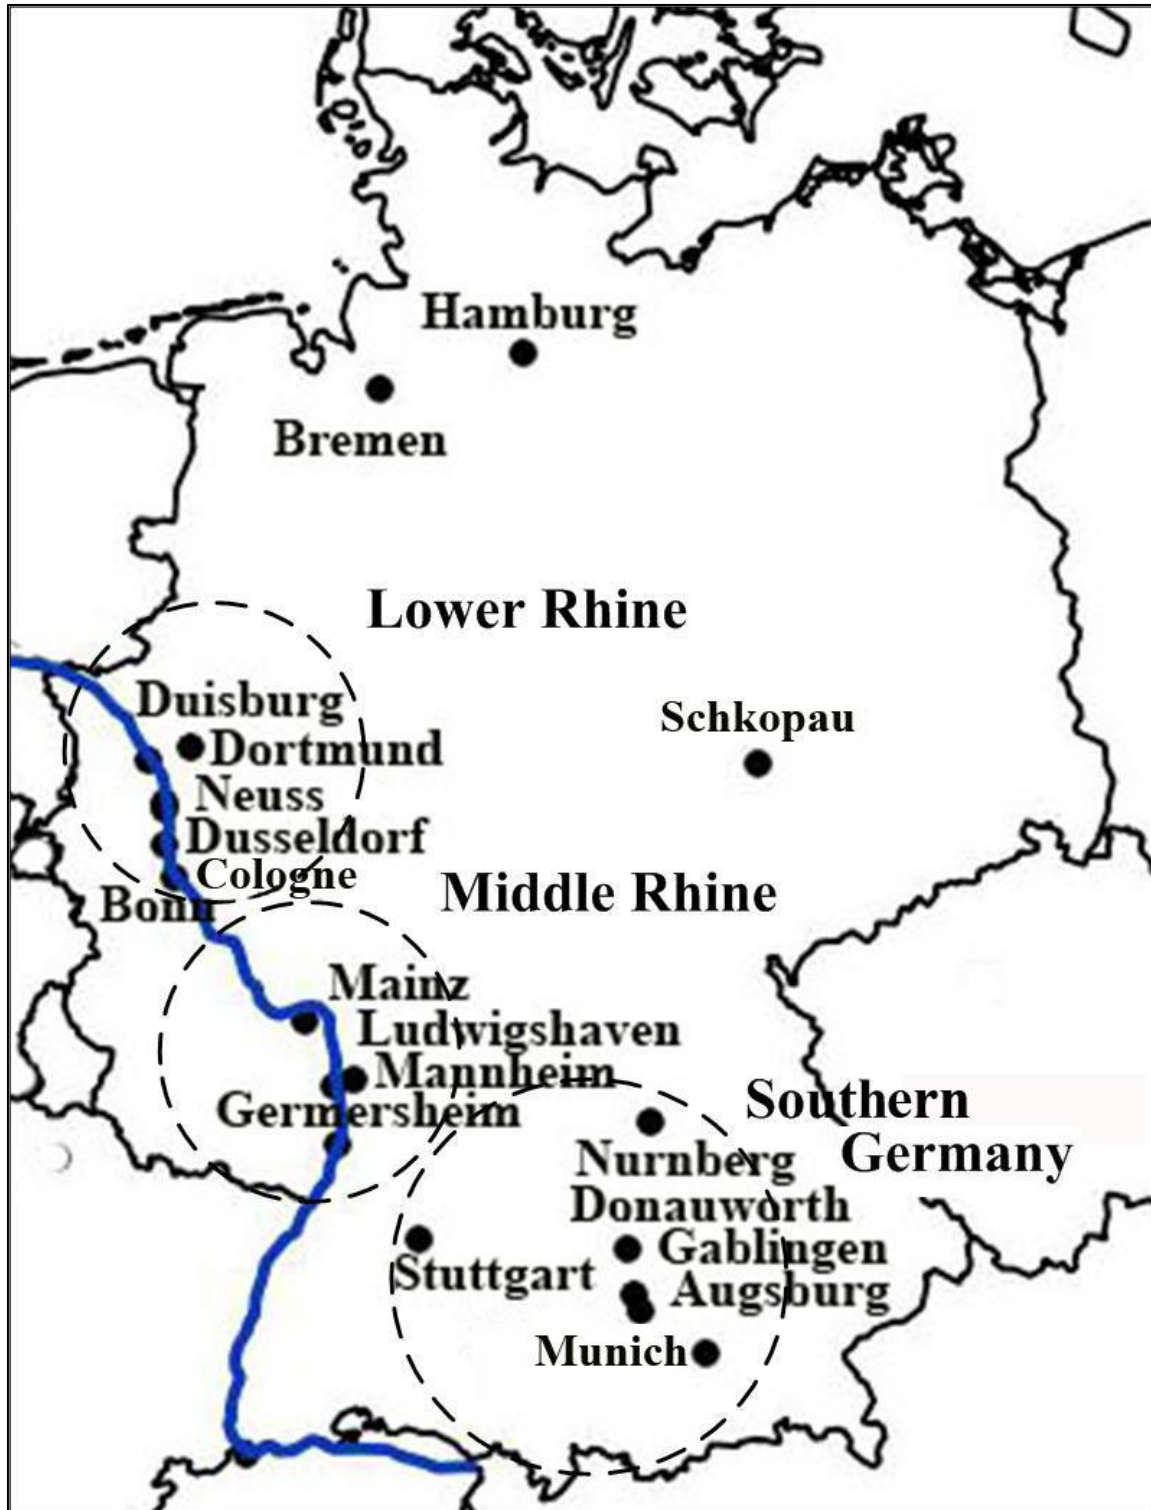 Hamburg
Bremen
Lower Rhine
Duisburg
Schkopau
Dortmund
Neuss
Dusseldorf
Cologne
Middle Rhine
Bonn
Mainz
Ludwigshaven
Mannheim
Germersheim
Southern
Germany
Nurnberg
Donauworth
Gablingen
Stuttgart
Augsburg
Munich